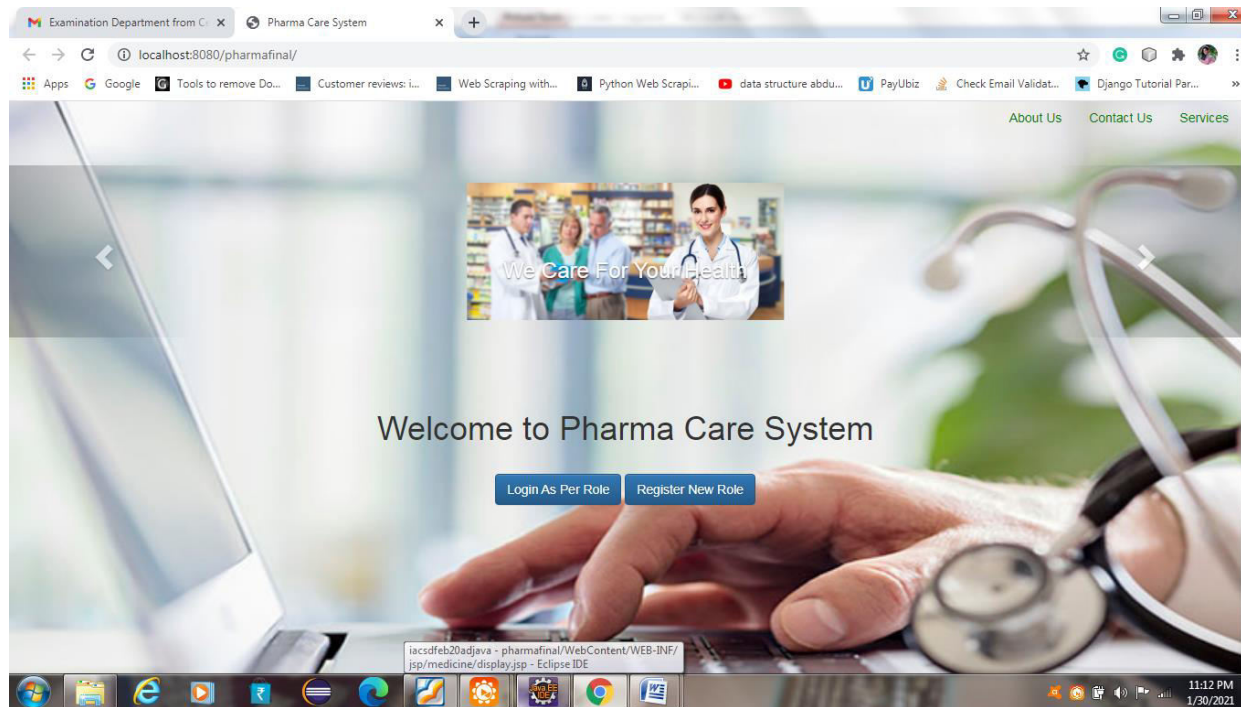 Examination Department from C
Pharma Care System
localhost:8080/pharmafinal/
Apps
Google
Tools to remove Do...
Customer reviews: i...
Web Scraping with...
Python Web Scrapi...
data structure abdu...
PayUbiz
Check Email Validat...
Django Tutorial Par...
»
About Us Contact Us Services
We Care For Your Health
Welcome to Pharma Care System
Login As Per Role
Register New Role
iacsdfeb20adjava - pharmafinal/WebContent/WEB-INF/
jsp/medicine/display.jsp - Eclipse IDE
Java EE
IDE
11:12 PM
1/30/2021